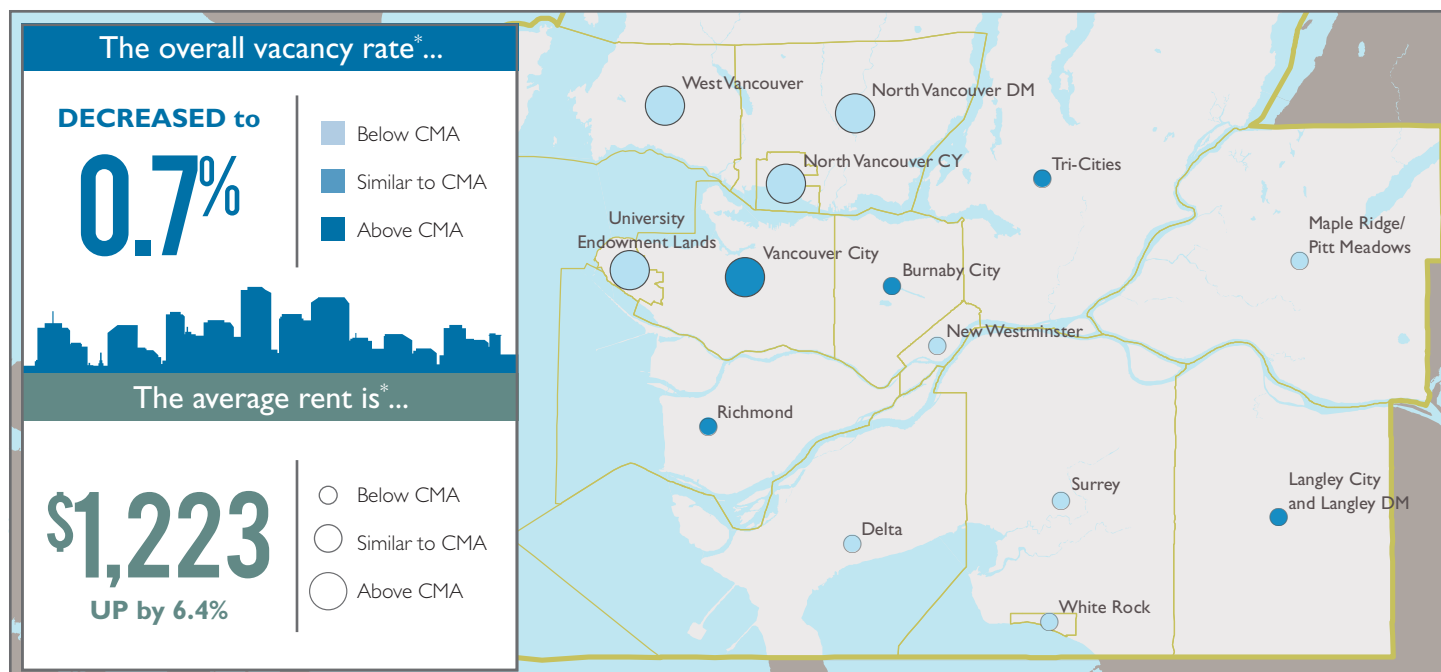 The overall vacancy rate*...
DECREASED to
0.7%
Below CMA
Similar to CMA
Above CMA
The average rent is*...
$1,223
UP by 6.4%
Below CMA
Similar to CMA
Above CMA
West Vancouver
North Vancouver DM
North Vancouver CY
Tri-Cities
University
Endowment Lands
Vancouver City
Burnaby City
Maple Ridge/
Pitt Meadows
New Westminster
Richmond
Surrey
Langley City
and Langley DM
Delta
White Rock